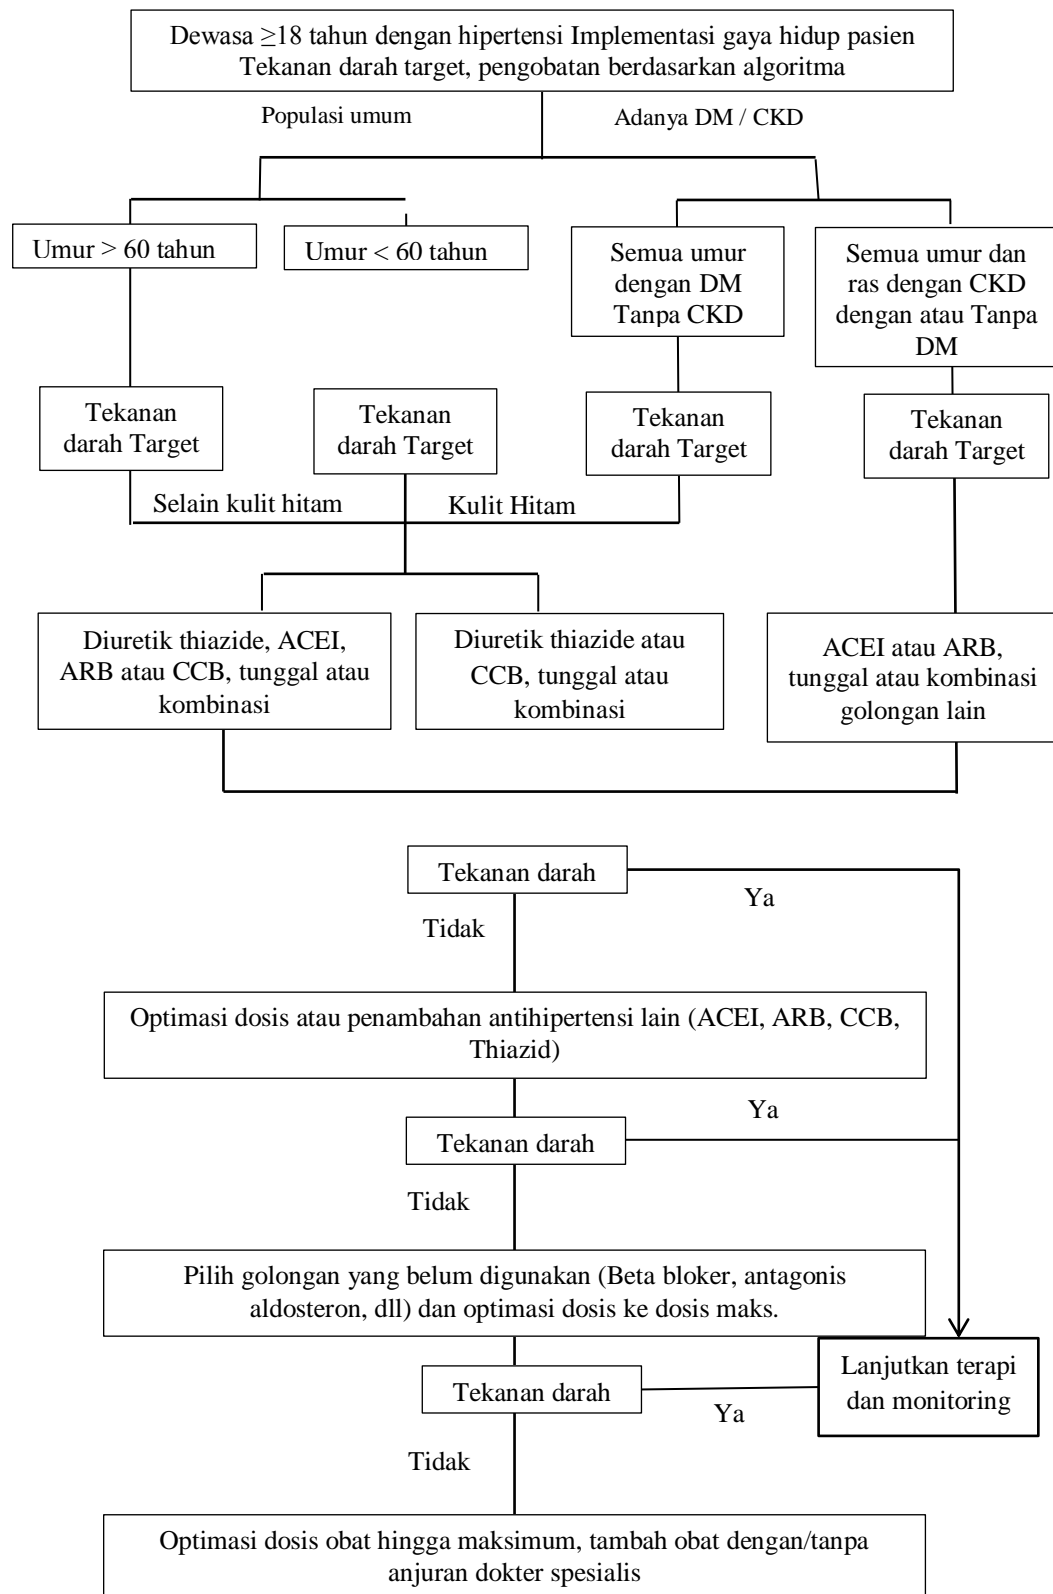 Dewasa ≥18 tahun dengan hipertensi Implementasi gaya hidup pasien
Tekanan darah target, pengobatan berdasarkan algoritma
Populasi umum
Adanya DM / CKD
Umur > 60 tahun
Umur < 60 tahun
Semua umur
dengan DM
Tanpa CKD
Semua umur dan
ras dengan CKD
dengan atau Tanpa
DM
Tekanan
darah Target
Tekanan
darah Target
Tekanan
darah Target
Tekanan
darah Target
Selain kulit hitam
Kulit Hitam
Diuretik thiazide, ACEI,
ARB atau CCB, tunggal atau
kombinasi
Diuretik thiazide atau
CCB, tunggal atau
kombinasi
ACEI atau ARB,
tunggal atau kombinasi
golongan lain
Tekanan darah
Ya
Tidak
Optimasi dosis atau penambahan antihipertensi lain (ACEI, ARB, CCB,
Thiazid)
Ya
Tekanan darah
Tidak
Pilih golongan yang belum digunakan (Beta bloker, antagonis
aldosteron, dll) dan optimasi dosis ke dosis maks.
Tekanan darah
Ya
Lanjutkan terapi
dan monitoring
Tidak
Optimasi dosis obat hingga maksimum, tambah obat dengan/tanpa
anjuran dokter spesialis